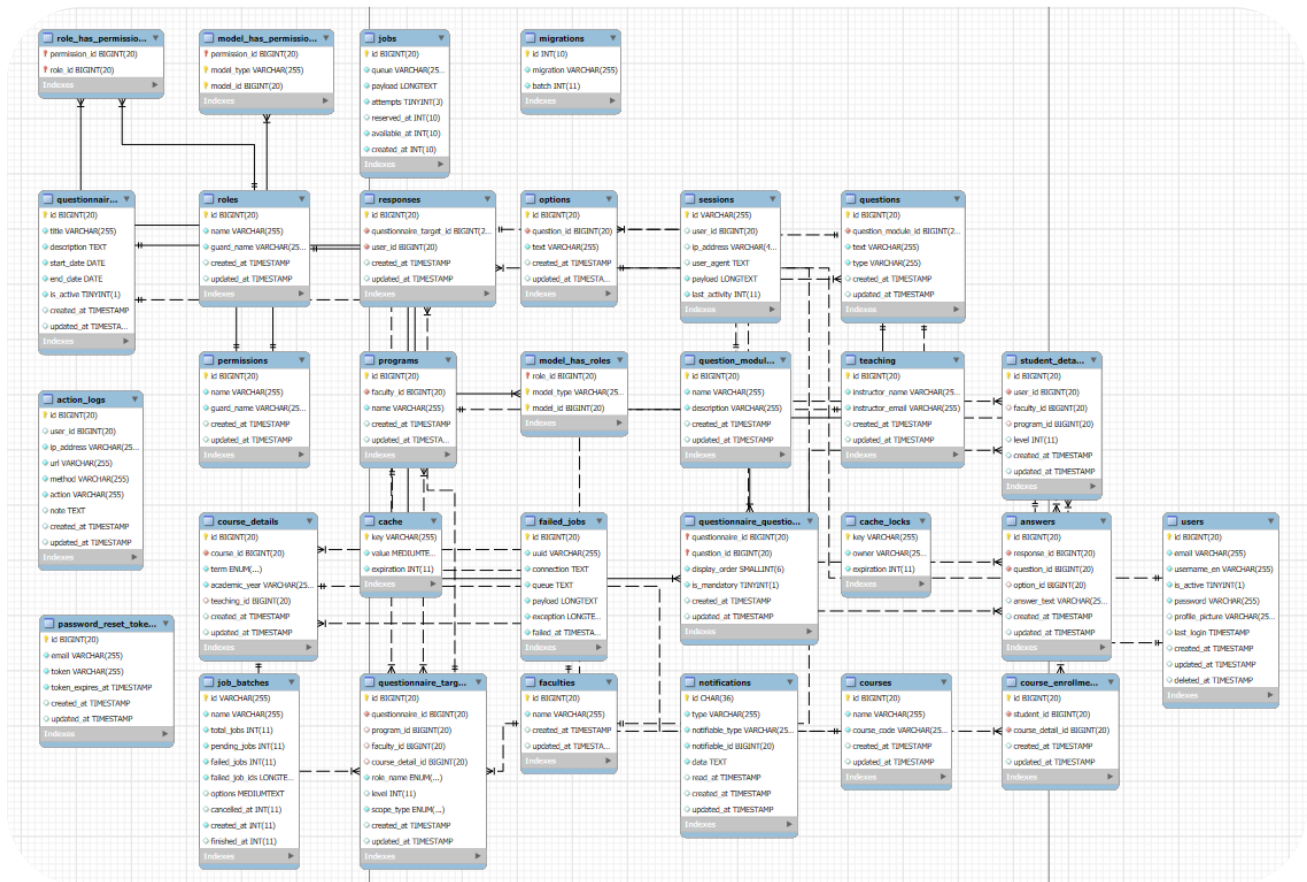 role_has_permissio...
permission_id BIGINT(20)
role_id BIGINT(20)
Indexes
model_has_permissio...
permission_id BIGINT(20)
model_type VARCHAR(255)
model_id BIGINT(20)
Indexes
jobs
id BIGINT(20)
queue VARCHAR(25...
payload LONGTEXT
attempts TINYINT(3)
reserved_at INT(10)
available_at INT(10)
created_at INT(10)
Indexes
migrations
id INT(10)
migration VARCHAR(255)
batch INT(11)
Indexes
questionnair...
id BIGINT(20)
title VARCHAR(255)
description TEXT
start_date DATE
end_date DATE
is_active TINYINT(1)
created_at TIMESTAMP
updated_at TIMESTA...
Indexes
roles
id BIGINT(20)
name VARCHAR(255)
guard_name VARCHAR(25...
created_at TIMESTAMP
updated_at TIMESTAMP
Indexes
responses
id BIGINT(20)
questionnaire_target_id BIGINT(2...
user_id BIGINT(20)
created_at TIMESTAMP
updated_at TIMESTAMP
Indexes
options
id BIGINT(20)
question_id BIGINT(20)
text VARCHAR(255)
created_at TIMESTAMP
updated_at TIMESTA...
Indexes
sessions
id VARCHAR(255)
user_id BIGINT(20)
ip_address VARCHAR(4...
user_agent TEXT
payload LONGTEXT
last_activity INT(11)
Indexes
questions
id BIGINT(20)
question_module_id BIGINT(2...
text VARCHAR(255)
type VARCHAR(255)
created_at TIMESTAMP
updated_at TIMESTAMP
Indexes
permissions
id BIGINT(20)
name VARCHAR(255)
guard_name VARCHAR(25...
created_at TIMESTAMP
updated_at TIMESTAMP
Indexes
programs
id BIGINT(20)
faculty_id BIGINT(20)
name VARCHAR(255)
created_at TIMESTAMP
updated_at TIMESTA...
Indexes
model_has_roles
role_id BIGINT(20)
model_type VARCHAR(25...
model_id BIGINT(20)
Indexes
question_modul...
id BIGINT(20)
name VARCHAR(255)
description VARCHAR(255)
created_at TIMESTAMP
updated_at TIMESTAMP
Indexes
teaching
id BIGINT(20)
instructor_name VARCHAR(255)
instructor_email VARCHAR(255)
created_at TIMESTAMP
updated_at TIMESTAMP
Indexes
student_deta...
id BIGINT(20)
user_id BIGINT(20)
faculty_id BIGINT(20)
program_id BIGINT(20)
level INT(11)
created_at TIMESTAMP
updated_at TIMESTAMP
Indexes
action_logs
id BIGINT(20)
user_id BIGINT(20)
ip_address VARCHAR(25...
url VARCHAR(255)
method VARCHAR(255)
action VARCHAR(255)
note TEXT
created_at TIMESTAMP
updated_at TIMESTAMP
Indexes
course_details
id BIGINT(20)
course_id BIGINT(20)
term ENUM(...)
academic_year VARCHAR(25...
teaching_id BIGINT(20)
created_at TIMESTAMP
updated_at TIMESTAMP
Indexes
cache
key VARCHAR(255)
value MEDIUMTE...
expiration INT(11)
Indexes
failed_jobs
id BIGINT(20)
uuid VARCHAR(255)
connection TEXT
queue TEXT
payload LONGTEXT
exception LONGTE...
failed_at TIMESTA...
Indexes
questionnaire_questio...
questionnaire_id BIGINT(20)
question_id BIGINT(20)
display_order SMALLINT(6)
is_mandatory TINYINT(1)
created_at TIMESTAMP
updated_at TIMESTAMP
Indexes
cache_locks
key VARCHAR(255)
owner VARCHAR(25...
expiration INT(11)
Indexes
answers
id BIGINT(20)
response_id BIGINT(20)
question_id BIGINT(20)
option_id BIGINT(20)
answer_text VARCHAR(25...
created_at TIMESTAMP
updated_at TIMESTAMP
Indexes
users
id BIGINT(20)
email VARCHAR(255)
username_en VARCHAR(255)
is_active TINYINT(1)
password VARCHAR(255)
profile_picture VARCHAR(25...
last_login TIMESTAMP
created_at TIMESTAMP
updated_at TIMESTAMP
deleted_at TIMESTAMP
Indexes
password_reset_toke...
id BIGINT(20)
email VARCHAR(255)
token VARCHAR(255)
token_expires_at TIMESTAMP
created_at TIMESTAMP
updated_at TIMESTAMP
Indexes
job_batches
id VARCHAR(255)
name VARCHAR(255)
total_jobs INT(11)
pending_jobs INT(11)
failed_jobs INT(11)
failed_job_ids LONGTE...
options MEDIUMTEXT
cancelled_at INT(11)
created_at INT(11)
finished_at INT(11)
Indexes
questionnaire_targ...
id BIGINT(20)
questionnaire_id BIGINT(20)
program_id BIGINT(20)
faculty_id BIGINT(20)
course_detail_id BIGINT(20)
role_name ENUM(...)
level INT(11)
scope_type ENUM(...)
created_at TIMESTAMP
updated_at TIMESTAMP
Indexes
faculties
id BIGINT(20)
name VARCHAR(255)
created_at TIMESTAMP
updated_at TIMESTA...
Indexes
notifications
id CHAR(36)
type VARCHAR(255)
notifiable_type VARCHAR(25...
notifiable_id BIGINT(20)
data TEXT
read_at TIMESTAMP
created_at TIMESTAMP
updated_at TIMESTAMP
Indexes
courses
id BIGINT(20)
name VARCHAR(255)
course_code VARCHAR(25...
created_at TIMESTAMP
updated_at TIMESTAMP
Indexes
course_enrollme...
id BIGINT(20)
student_id BIGINT(20)
course_detail_id BIGINT(20)
created_at TIMESTAMP
updated_at TIMESTAMP
Indexes